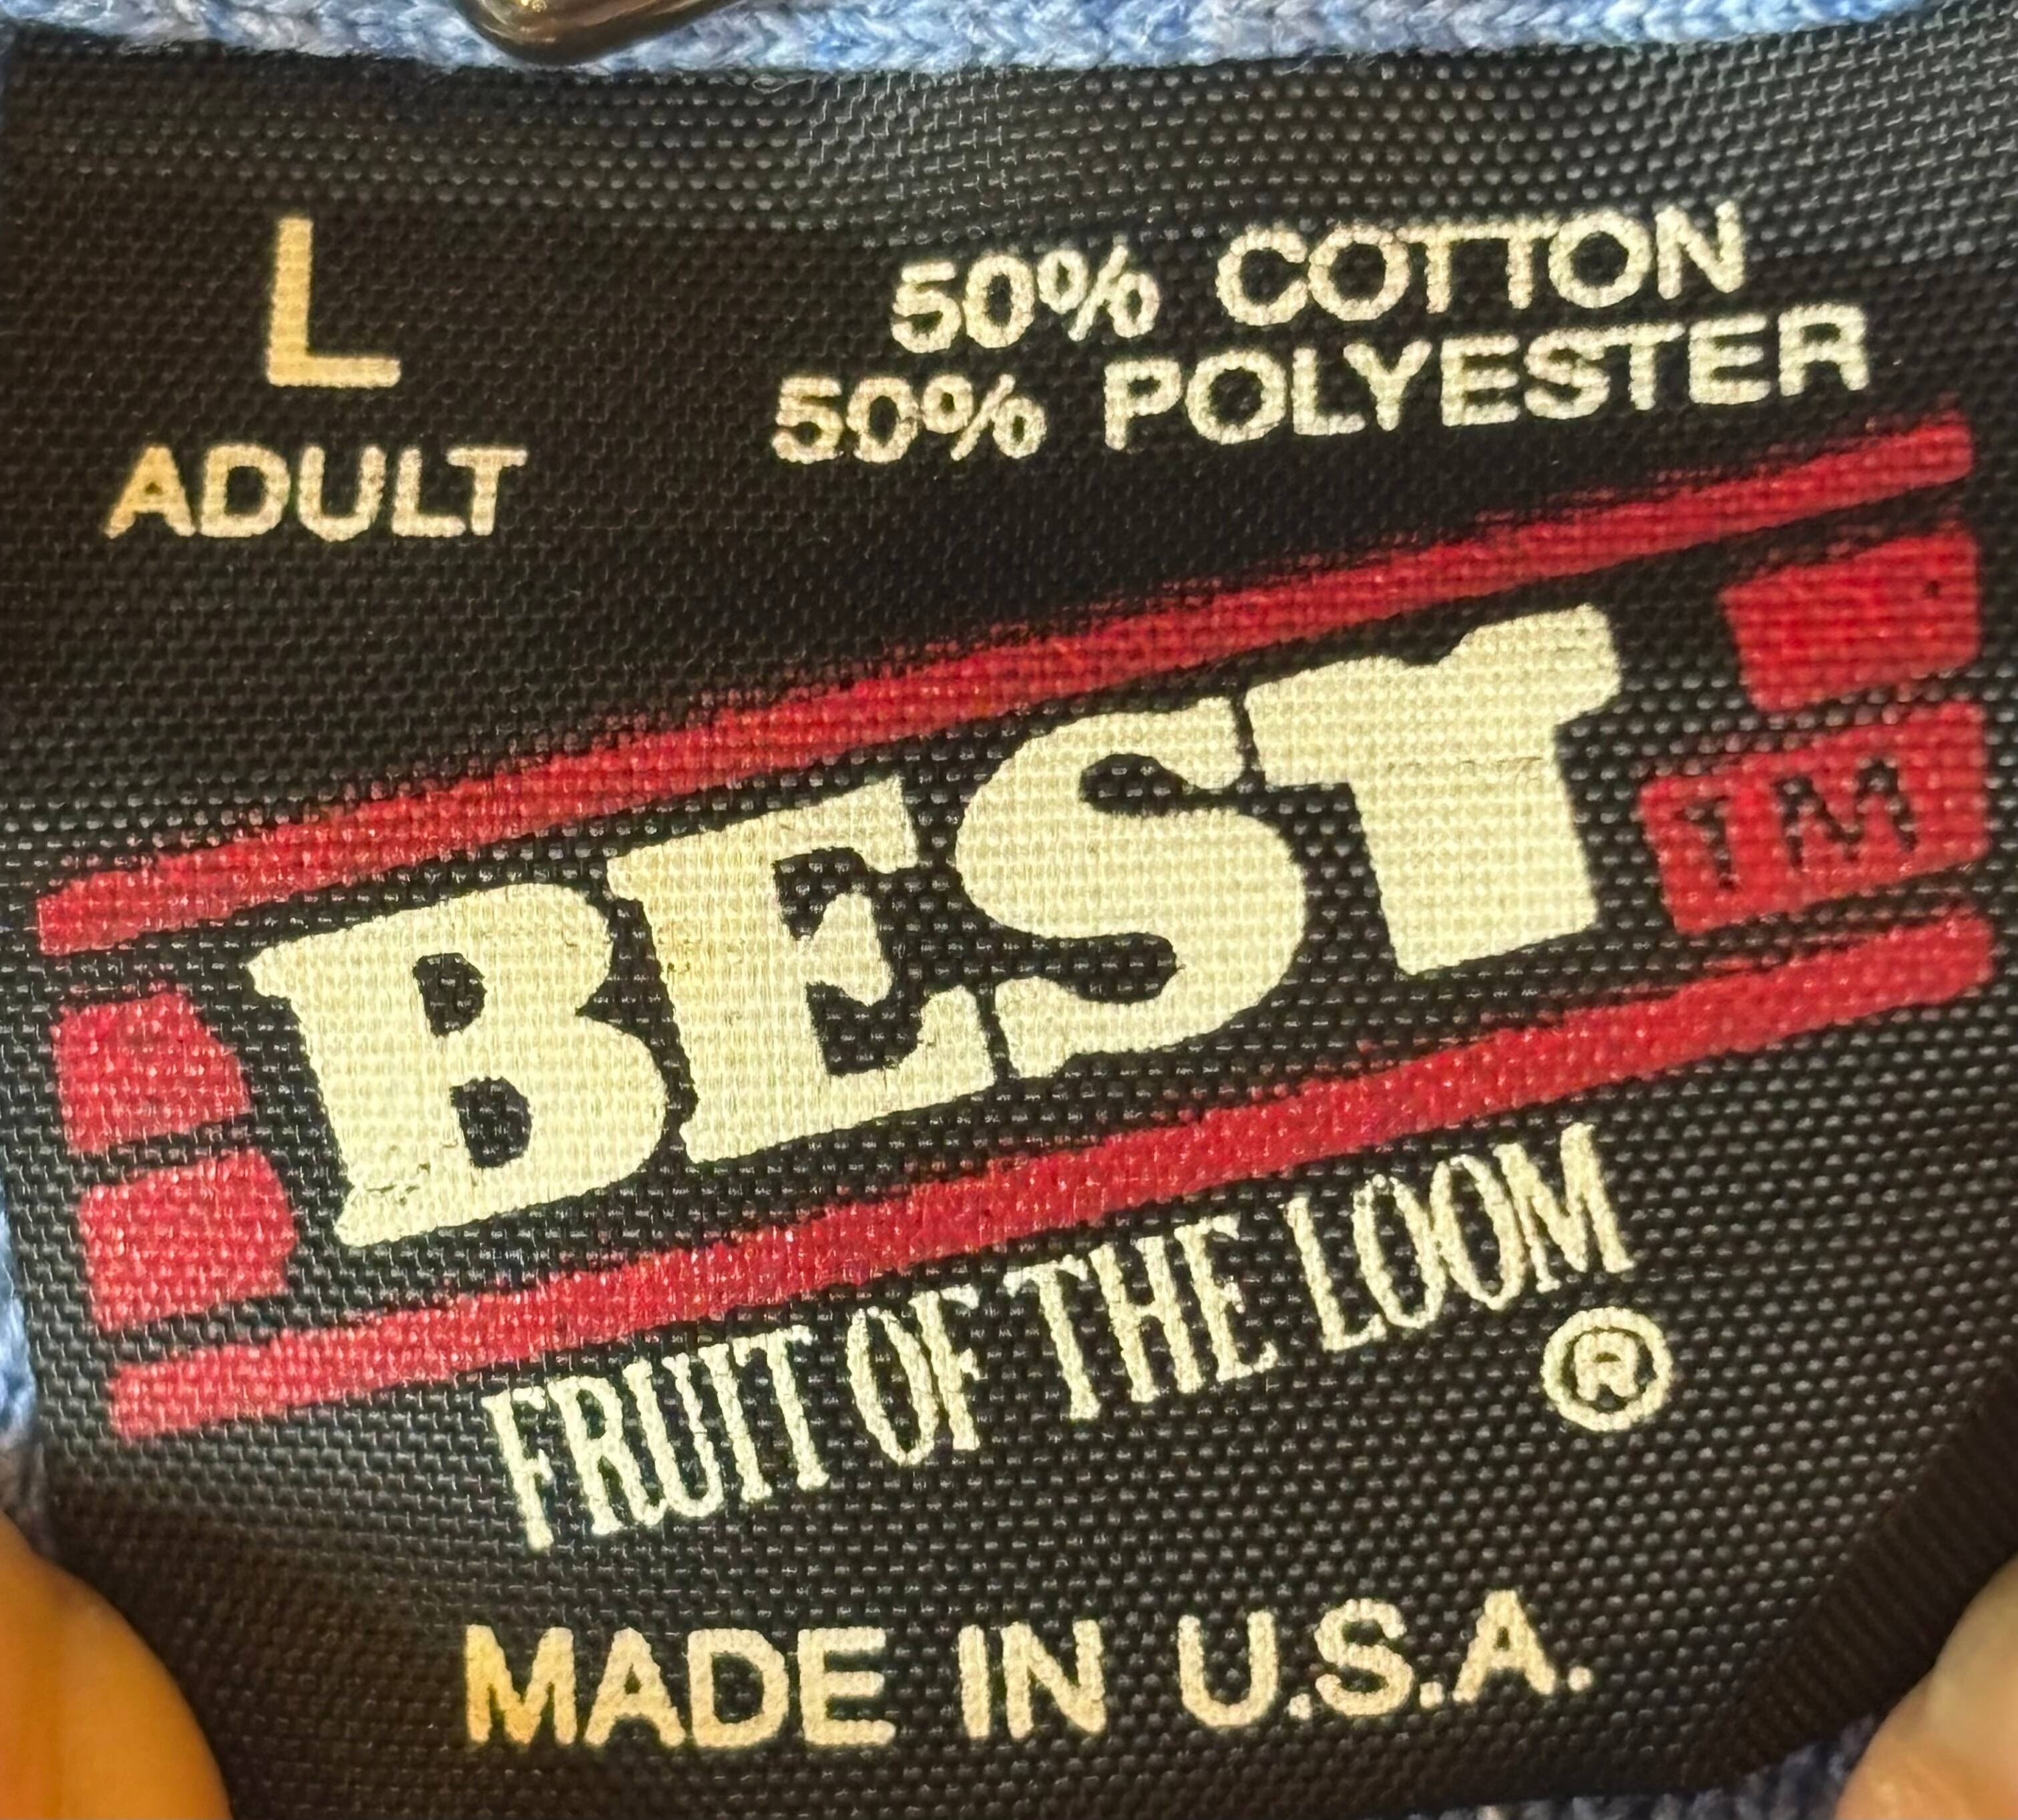 L
ADULT
50% COTTON
50% POLYESTER
BEST
TM
FRUIT OF THE LOOM
®
MADE IN U.S.A.